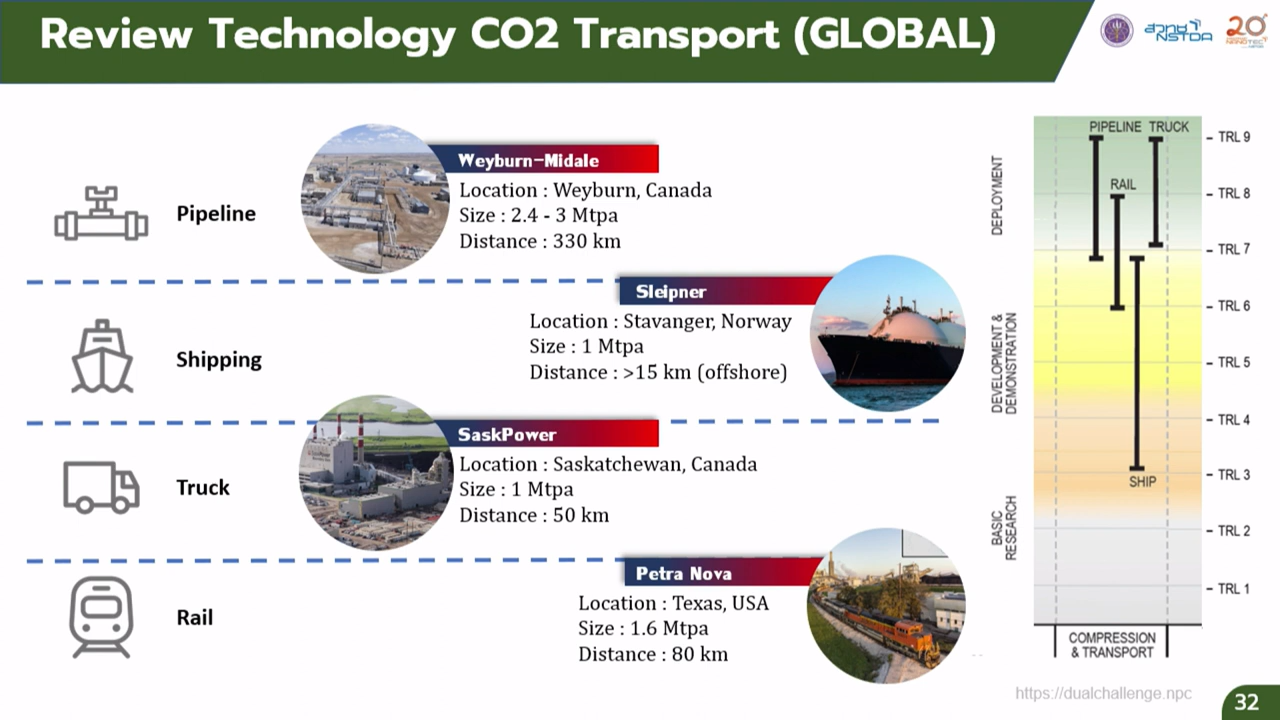 Review Technology CO2 Transport (GLOBAL)
สวทช
NSTDA
20
NANOTEC
Pipeline
Weyburn-Midale
Location : Weyburn, Canada
Size : 2.4 - 3 Mtpa
Distance : 330 km
Shipping
Sleipner
Location : Stavanger, Norway
Size : 1 Mtpa
Distance : >15 km (offshore)
Truck
SaskPower
Location : Saskatchewan, Canada
Size : 1 Mtpa
Distance : 50 km
Rail
Petra Nova
Location : Texas, USA
Size : 1.6 Mtpa
Distance : 80 km
DEPLOYMENT
DEVELOPMENT &
DEMONSTRATION
BASIC
RESEARCH
PIPELINE TRUCK
RAIL
SHIP
TRL 9
TRL 8
TRL 7
TRL 6
TRL 5
TRL 4
TRL 3
TRL 2
TRL 1
COMPRESSION
& TRANSPORT
https://dualchallenge.npc
32